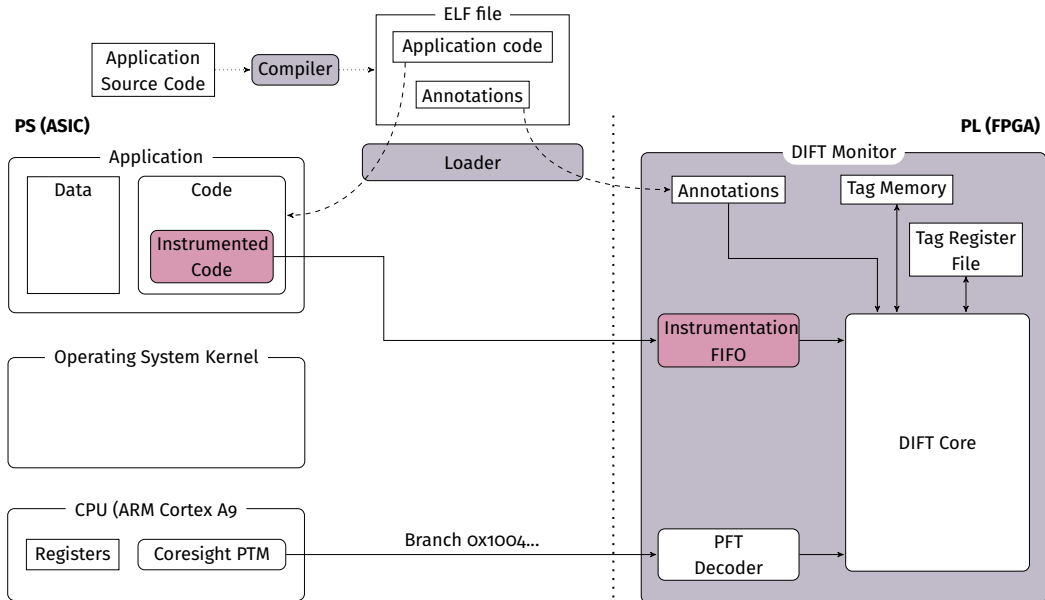 ELF file
Application code
Application
Source Code
Compiler
Annotations
PS (ASIC)
PL (FPGA)
Application
Loader
DIFT Monitor
Data
Code
Annotations
Tag Memory
Instrumented
Code
Tag Register
File
Instrumentation
FIFO
Operating System Kernel
DIFT Core
CPU (ARM Cortex A9
Registers
Coresight PTM
Branch 0x1004...
PFT
Decoder